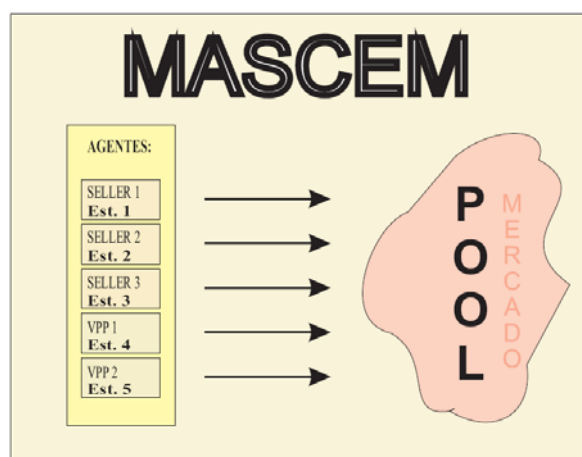 MASCEM
AGENTES:
SELLER 1
Est. 1
SELLER 2
Est. 2
SELLER 3
Est. 3
VPP 1
Est. 4
VPP 2
Est. 5
POOL
MERCADO